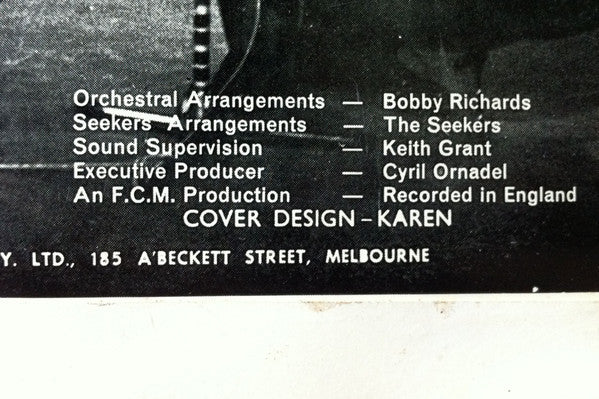 Orchestral Arrangements — Bobby Richards
Seekers Arrangements — The Seekers
Sound Supervision — Keith Grant
Executive Producer — Cyril Ornadel
An F.C.M. Production — Recorded in England
COVER DESIGN – KAREN
Y. LTD., 185 A'BECKETT STREET, MELBOURNE